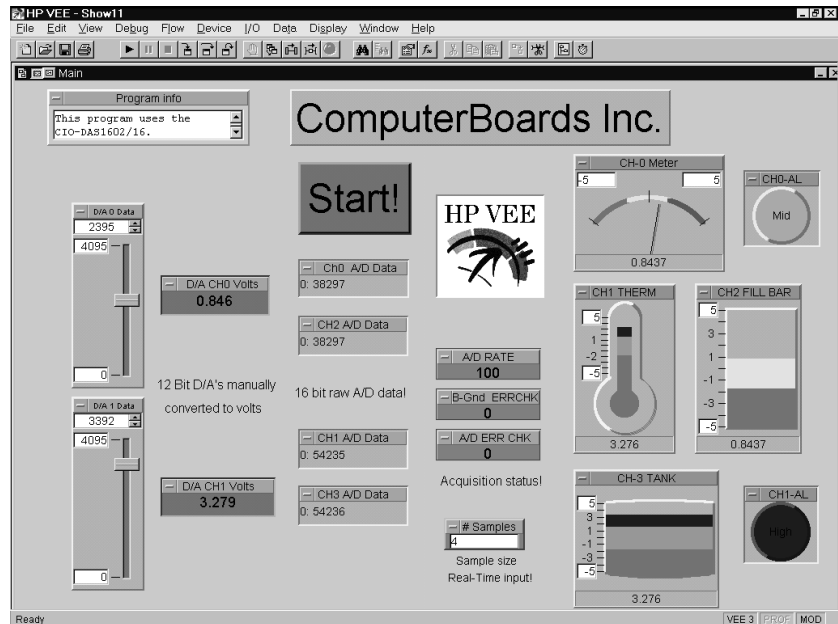 HP VEE - Show11
File Edit View Debug Flow Device I/O Data Display Window Help
Main
Program info
This program uses the
CIO-DAS1602/16.
ComputerBoards Inc.
Start!
HP VEE
CH-0 Meter
-5
5
0.8437
CH0-AL
Mid
D/A 0 Data
2395
4095
0
D/A CH0 Volts
0.846
12 Bit D/A's manually
converted to volts
D/A 1 Data
3392
4095
0
D/A CH1 Volts
3.279
Ch0 A/D Data
0: 38297
CH2 A/D Data
0: 38297
16 bit raw A/D data!
CH1 A/D Data
0: 54235
CH3 A/D Data
0: 54236
A/D RATE
100
B-Gnd ERRCHK
0
A/D ERR CHK
0
Acquisition status!
# Samples
4
Sample size
Real-Time input!
CH1 THERM
5
1
-2
-5
3.276
CH2 FILL BAR
5
3
1
-1
-3
-5
0.8437
CH-3 TANK
5
3
1
-1
-3
-5
3.276
CH1-AL
High
Ready
VEE 3 PROF MOD